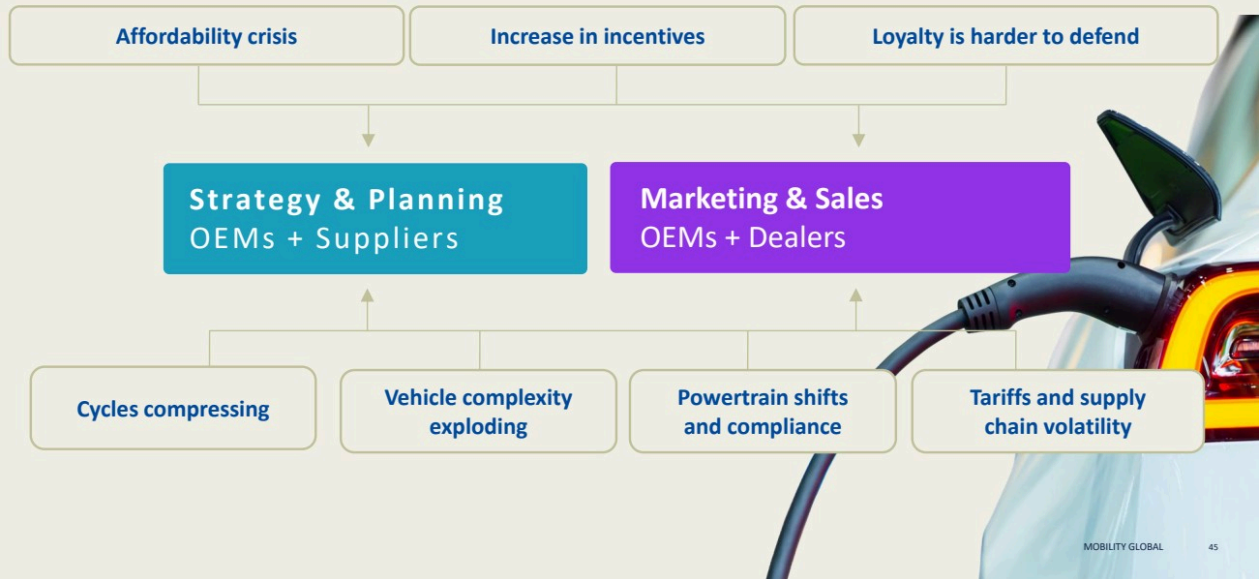 Affordability crisis
Increase in incentives
Loyalty is harder to defend
Strategy & Planning
OEMs + Suppliers
Marketing & Sales
OEMs + Dealers
Cycles compressing
Vehicle complexity
exploding
Powertrain shifts
and compliance
Tariffs and supply
chain volatility
MOBILITY GLOBAL
45